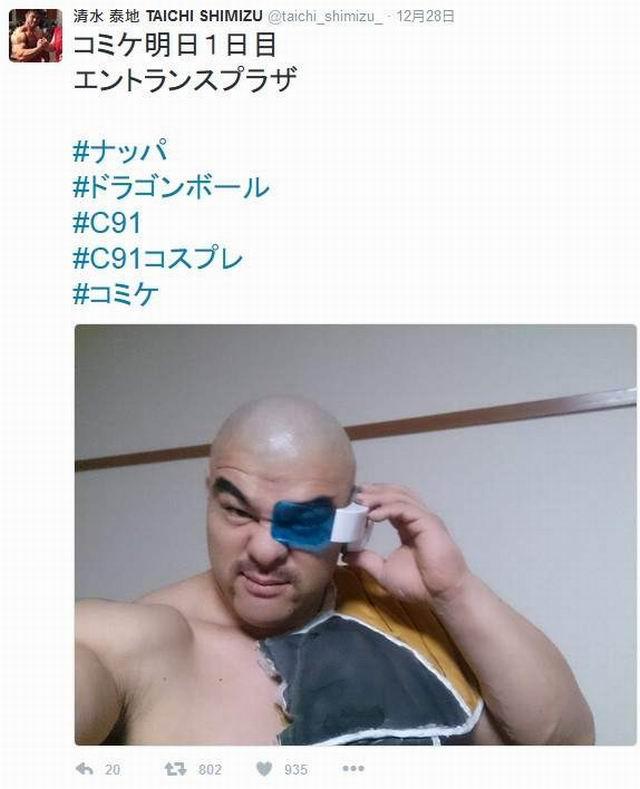 清水 泰地 TAICHI SHIMIZU @taichi_shimizu_ · 12月28日
コミケ明日１日目
エントランスプラザ
#ナッパ
#ドラゴンボール
#C91
#C91コスプレ
#コミケ
20 802 935